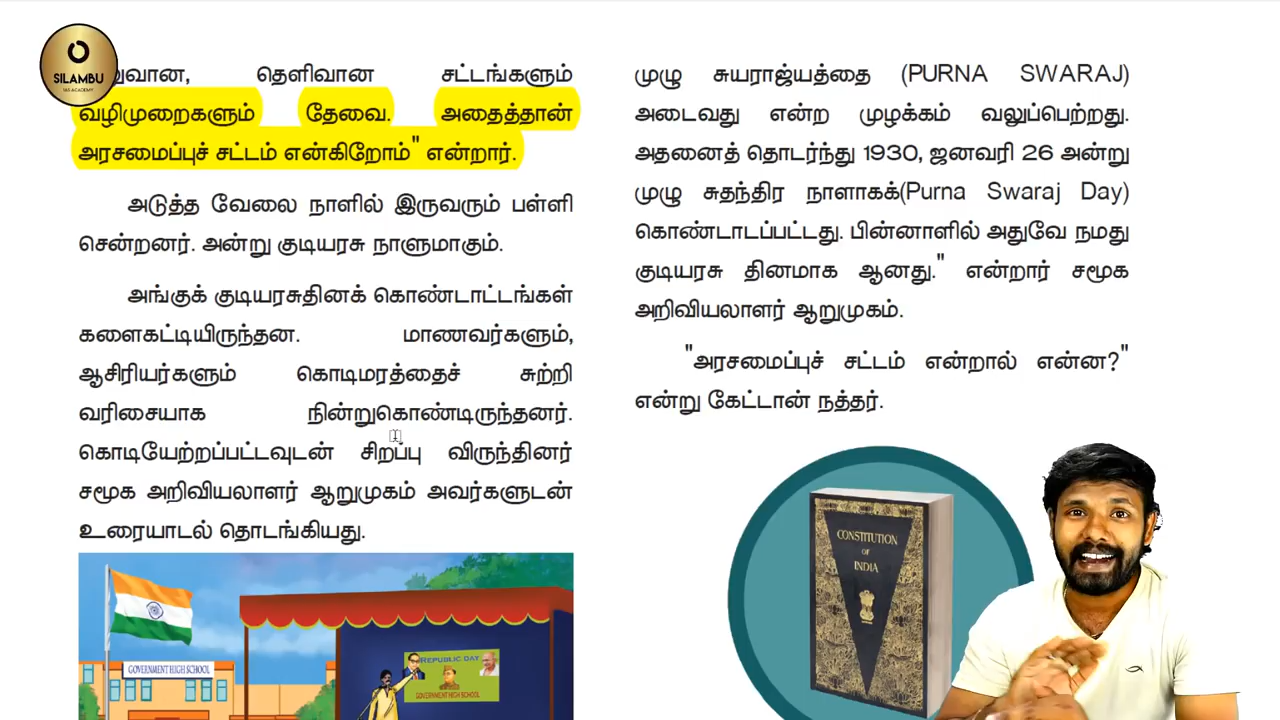 SILAMBU
IAS ACADEMY
தெளிவான சட்டங்களும்
வழிமுறைகளும் தேவை. அதைத்தான்
அரசமைப்புச் சட்டம் என்கிறோம்" என்றார்.
அடுத்த வேலை நாளில் இருவரும் பள்ளி
சென்றனர். அன்று குடியரசு நாளுமாகும்.
அங்குக் குடியரசுதினக் கொண்டாட்டங்கள்
களைகட்டியிருந்தன. மாணவர்களும்,
ஆசிரியர்களும் கொடிமரத்தைச் சுற்றி
வரிசையாக நின்றுகொண்டிருந்தனர்.
கொடியேற்றப்பட்டவுடன் சிறப்பு விருந்தினர்
சமூக அறிவியலாளர் ஆறுமுகம் அவர்களுடன்
உரையாடல் தொடங்கியது.
GOVERNMENT HIGH SCHOOL
REPUBLIC DAY
GOVERNMENT HIGH SCHOOL
முழு சுயராஜ்யத்தை (PURNA SWARAJ)
அடைவது என்ற முழக்கம் வலுப்பெற்றது.
அதனைத் தொடர்ந்து 1930, ஜனவரி 26 அன்று
முழு சுதந்திர நாளாகக்(Purna Swaraj Day)
கொண்டாடப்பட்டது. பின்னாளில் அதுவே நமது
குடியரசு தினமாக ஆனது." என்றார் சமூக
அறிவியலாளர் ஆறுமுகம்.
"அரசமைப்புச் சட்டம் என்றால் என்ன?"
என்று கேட்டான் நத்தர்.
CONSTITUTION
OF
INDIA